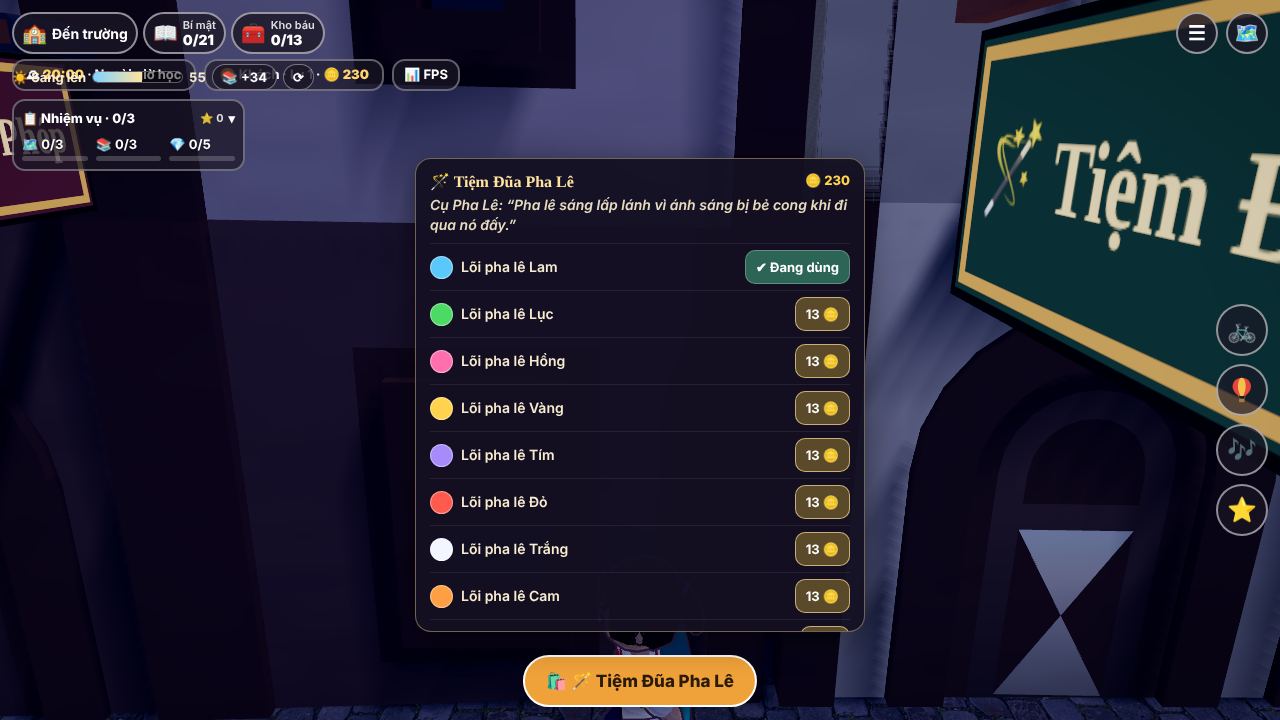 Đến trường
Bí mật
0/21
Kho báu
0/13
20:00 ·
55
+34
· 230
FPS
Nhiệm vụ · 0/3
0 ▾
0/3
0/3
0/5
Tiệm Đũa Pha Lê
230
Cụ Pha Lê: “Pha lê sáng lấp lánh vì ánh sáng bị bẻ cong khi đi
qua nó đấy.”
Lõi pha lê Lam
✔ Đang dùng
Lõi pha lê Lục
13
Lõi pha lê Hồng
13
Lõi pha lê Vàng
13
Lõi pha lê Tím
13
Lõi pha lê Đỏ
13
Lõi pha lê Trắng
13
Lõi pha lê Cam
13
Tiệm Đũa Pha Lê
Tiệm Đ